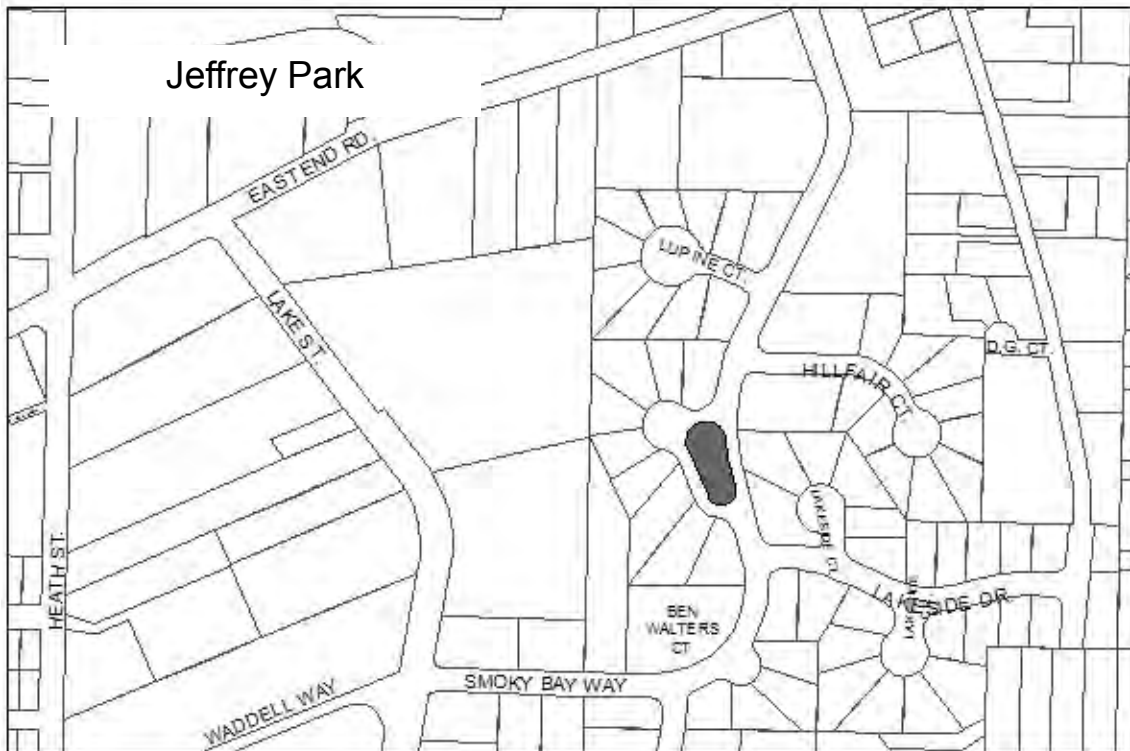 Jeffrey Park
EAST END RD.
LUPINE CT.
LAKE ST.
D.G. CT.
HILLFAIR CT.
LAKESIDE CT.
HEATH ST.
LAKESIDE DR.
BEN
WALTERS
CT
SMOKY BAY WAY
WADDELL WAY